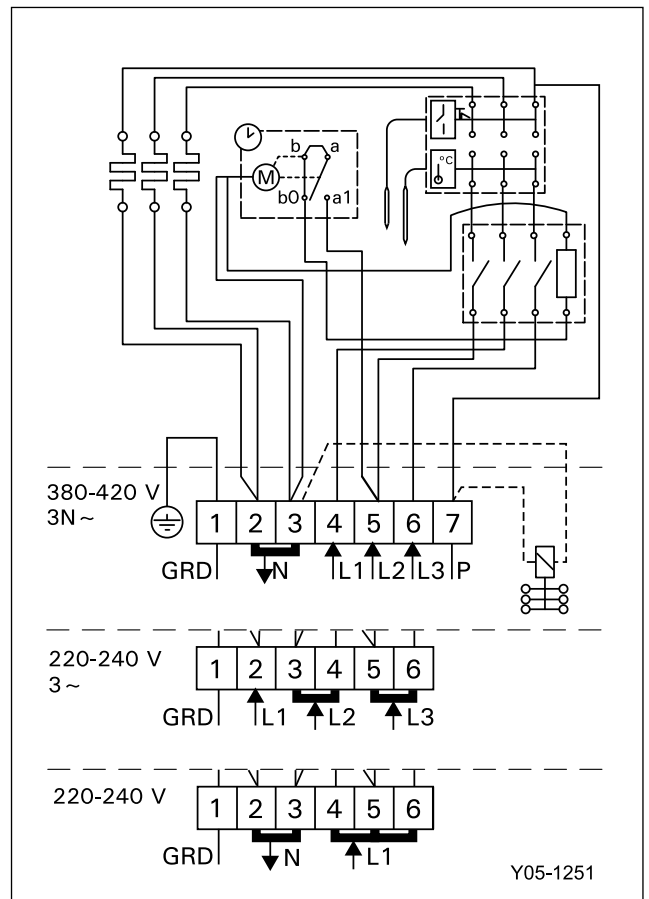 b a
M
b0 a1
°C
380-420 V
3N~
1 2 3 4 5 6 7
GRD N L1 L2 L3 P
220-240 V
3~
1 2 3 4 5 6
GRD L1 L2 L3
220-240 V
1 2 3 4 5 6
GRD N L1
Y05-1251